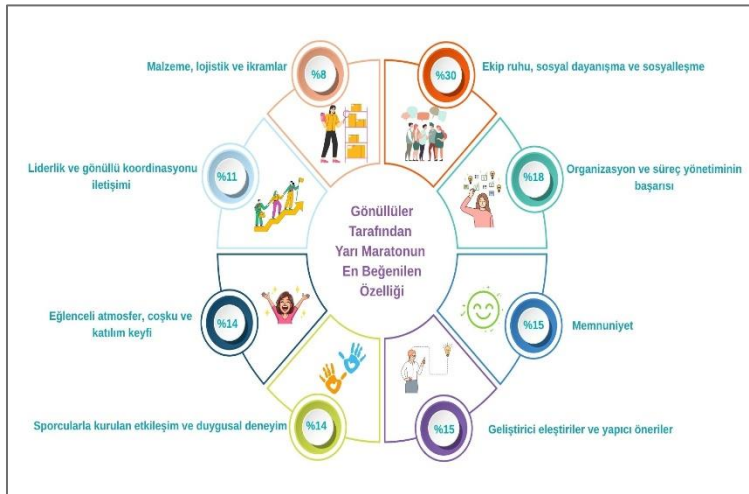 Malzeme, lojistik ve ikramlar
%8
%30
Ekip ruhu, sosyal dayanışma ve sosyalleşme
Liderlik ve gönüllü koordinasyonu
iletişimi
%11
%18
Organizasyon ve süreç yönetiminin
başarısı
Gönüllüler
Tarafından
Yarı Maratonun
En Beğenilen
Özelliği
Eğlenceli atmosfer, coşku ve
katılım keyfi
%14
%15
Memnuniyet
Sporcularla kurulan etkileşim ve duygusal deneyim
%14
%15
Geliştirici eleştiriler ve yapıcı öneriler